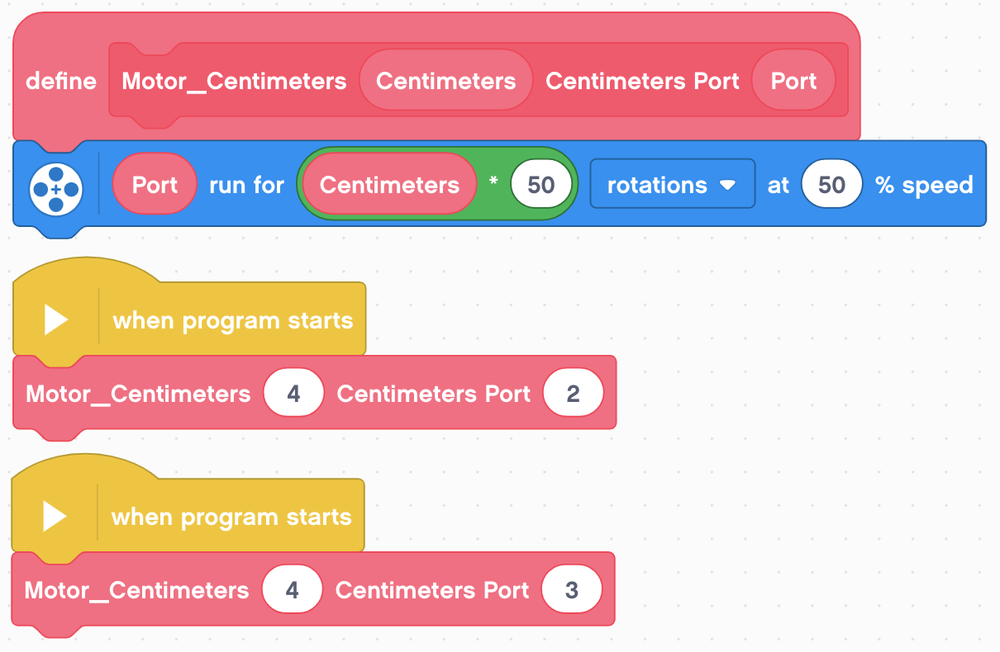 define Motor_Centimeters Centimeters Centimeters Port Port
Port run for Centimeters * 50 rotations at 50 % speed
when program starts
Motor_Centimeters 4 Centimeters Port 2
when program starts
Motor_Centimeters 4 Centimeters Port 3